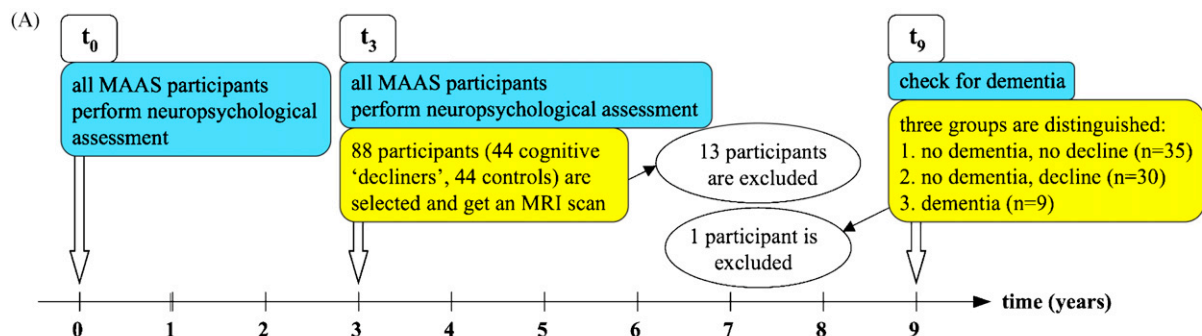 (A)
t0
all MAAS participants
perform neuropsychological
assessment
t3
all MAAS participants
perform neuropsychological assessment
88 participants (44 cognitive
‘decliners’, 44 controls) are
selected and get an MRI scan
13 participants
are excluded
1 participant is
excluded
t9
check for dementia
three groups are distinguished:
1. no dementia, no decline (n=35)
2. no dementia, decline (n=30)
3. dementia (n=9)
time (years)
0 1 2 3 4 5 6 7 8 9